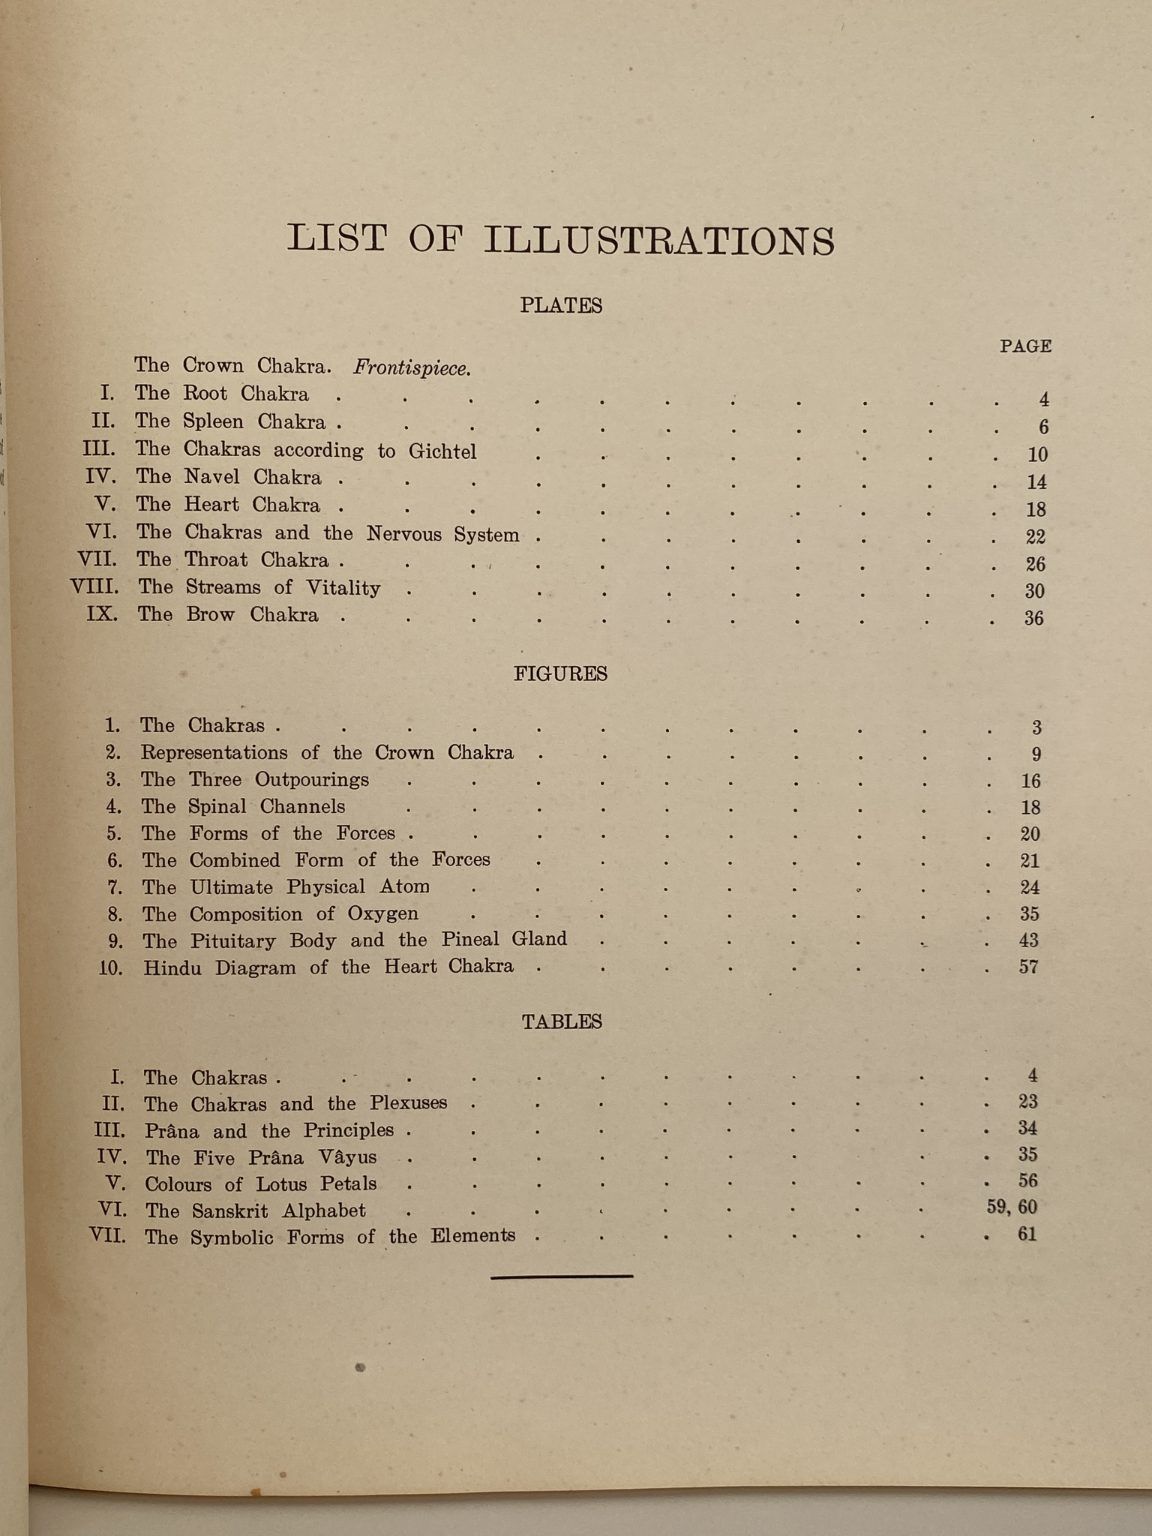 LIST OF ILLUSTRATIONS
PLATES
PAGE
The Crown Chakra. Frontispiece.
I. The Root Chakra . . . . . . . . . . . 4
II. The Spleen Chakra . . . . . . . . . . . 6
III. The Chakras according to Gichtel . . . . . . . . 10
IV. The Navel Chakra . . . . . . . . . . . 14
V. The Heart Chakra . . . . . . . . . . . 18
VI. The Chakras and the Nervous System . . . . . . . . 22
VII. The Throat Chakra . . . . . . . . . . . 26
VIII. The Streams of Vitality . . . . . . . . . . 30
IX. The Brow Chakra . . . . . . . . . . . 36
FIGURES
1. The Chakras . . . . . . . . . . . . 3
2. Representations of the Crown Chakra . . . . . . . . 9
3. The Three Outpourings . . . . . . . . . . 16
4. The Spinal Channels . . . . . . . . . . 18
5. The Forms of the Forces . . . . . . . . . . 20
6. The Combined Form of the Forces . . . . . . . . 21
7. The Ultimate Physical Atom . . . . . . . . . 24
8. The Composition of Oxygen . . . . . . . . . 35
9. The Pituitary Body and the Pineal Gland . . . . . . . 43
10. Hindu Diagram of the Heart Chakra . . . . . . . . 57
TABLES
I. The Chakras . . . . . . . . . . . . 4
II. The Chakras and the Plexuses . . . . . . . . . 23
III. Prâna and the Principles . . . . . . . . . . 34
IV. The Five Prâna Vâyus . . . . . . . . . 35
V. Colours of Lotus Petals . . . . . . . . . . 56
VI. The Sanskrit Alphabet . . . . . . . . . 59, 60
VII. The Symbolic Forms of the Elements . . . . . . . . 61